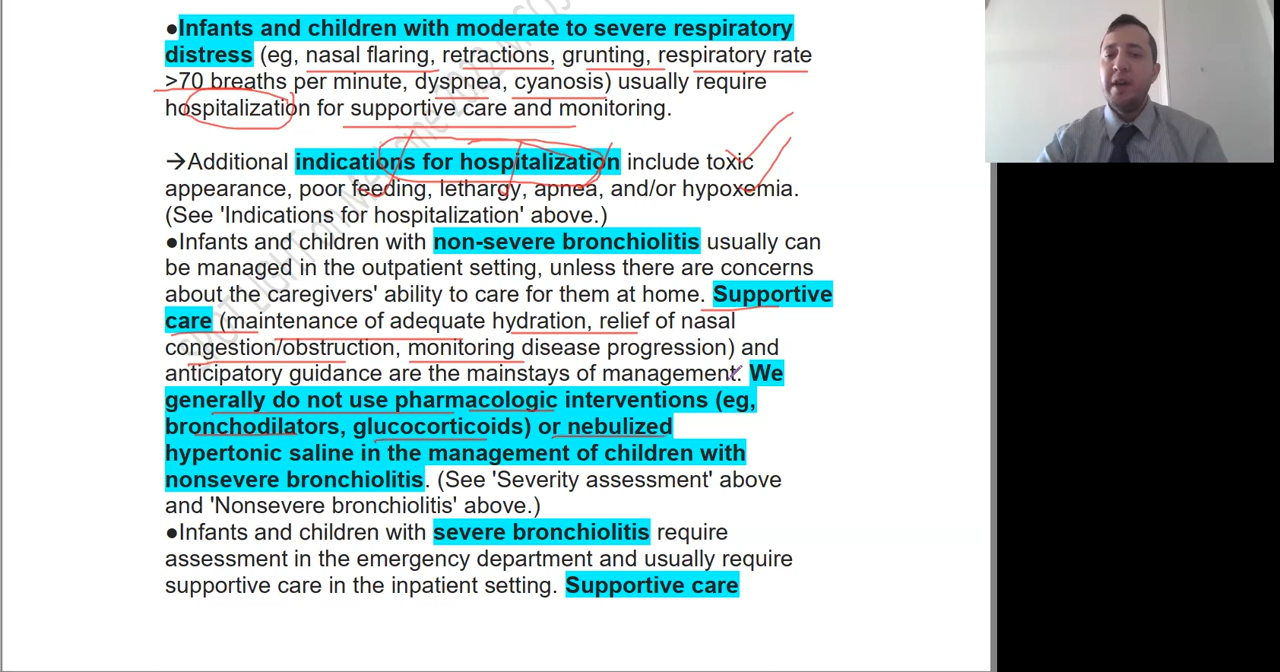 ●Infants and children with moderate to severe respiratory
distress (eg, nasal flaring, retractions, grunting, respiratory rate
>70 breaths per minute, dyspnea, cyanosis) usually require
hospitalization for supportive care and monitoring.
→Additional indications for hospitalization include toxic
appearance, poor feeding, lethargy, apnea, and/or hypoxemia.
(See 'Indications for hospitalization' above.)
●Infants and children with non-severe bronchiolitis usually can
be managed in the outpatient setting, unless there are concerns
about the caregivers' ability to care for them at home. Supportive
care (maintenance of adequate hydration, relief of nasal
congestion/obstruction, monitoring disease progression) and
anticipatory guidance are the mainstays of management. We
generally do not use pharmacologic interventions (eg,
bronchodilators, glucocorticoids) or nebulized
hypertonic saline in the management of children with
nonsevere bronchiolitis. (See 'Severity assessment' above
and 'Nonsevere bronchiolitis' above.)
●Infants and children with severe bronchiolitis require
assessment in the emergency department and usually require
supportive care in the inpatient setting. Supportive care